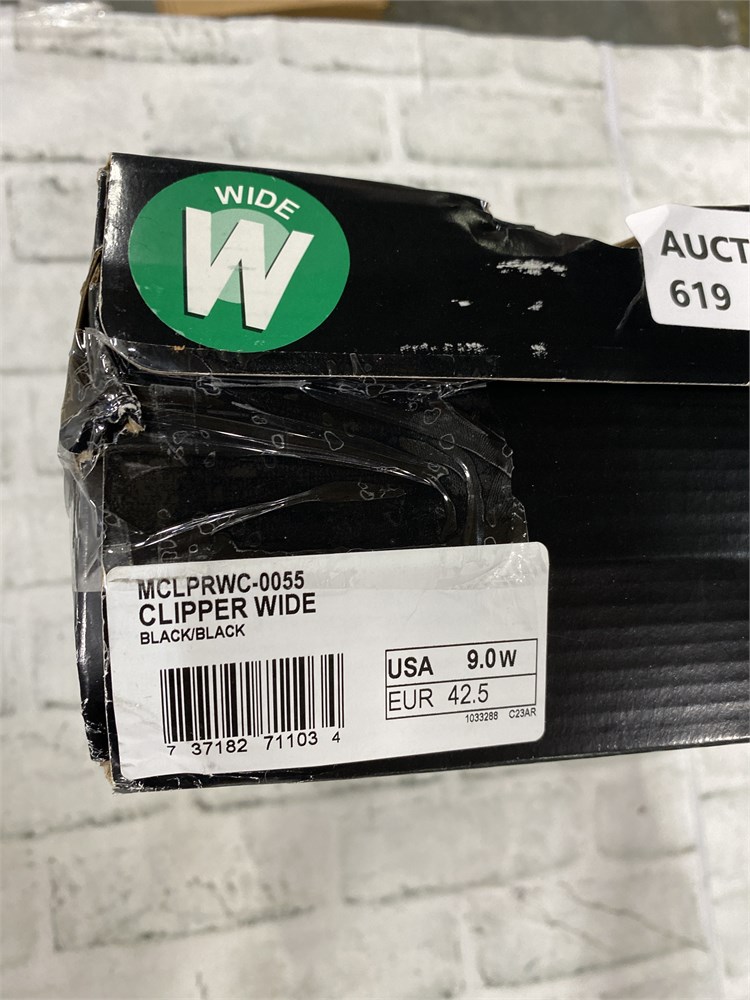 WIDE
W
AUCT
619
MCLPRWC-0055
CLIPPER WIDE
BLACK/BLACK
USA 9.0W
EUR 42.5
1033288 C23AR
7 37182 71103 4